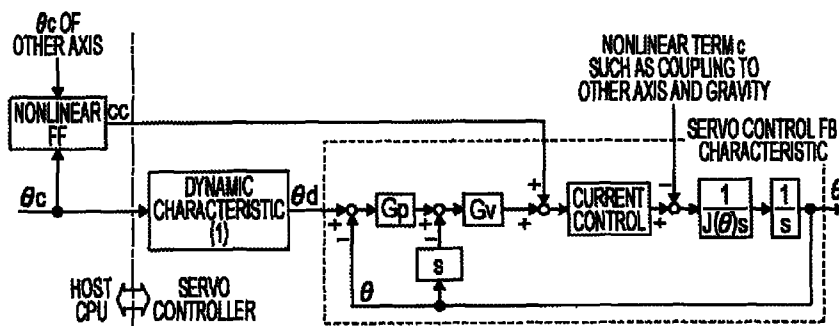 θc OF
OTHER AXIS
NONLINEAR TERM c
SUCH AS COUPLING TO
OTHER AXIS AND GRAVITY
NONLINEAR
FF
cc
SERVO CONTROL FB
CHARACTERISTIC
θc
DYNAMIC
CHARACTERISTIC
(1)
θd
+
−
Gp
+
−
Gv
+
+
CURRENT
CONTROL
−
+
1
J(θ)s
1
s
θ
s
θ
HOST
CPU
SERVO
CONTROLLER